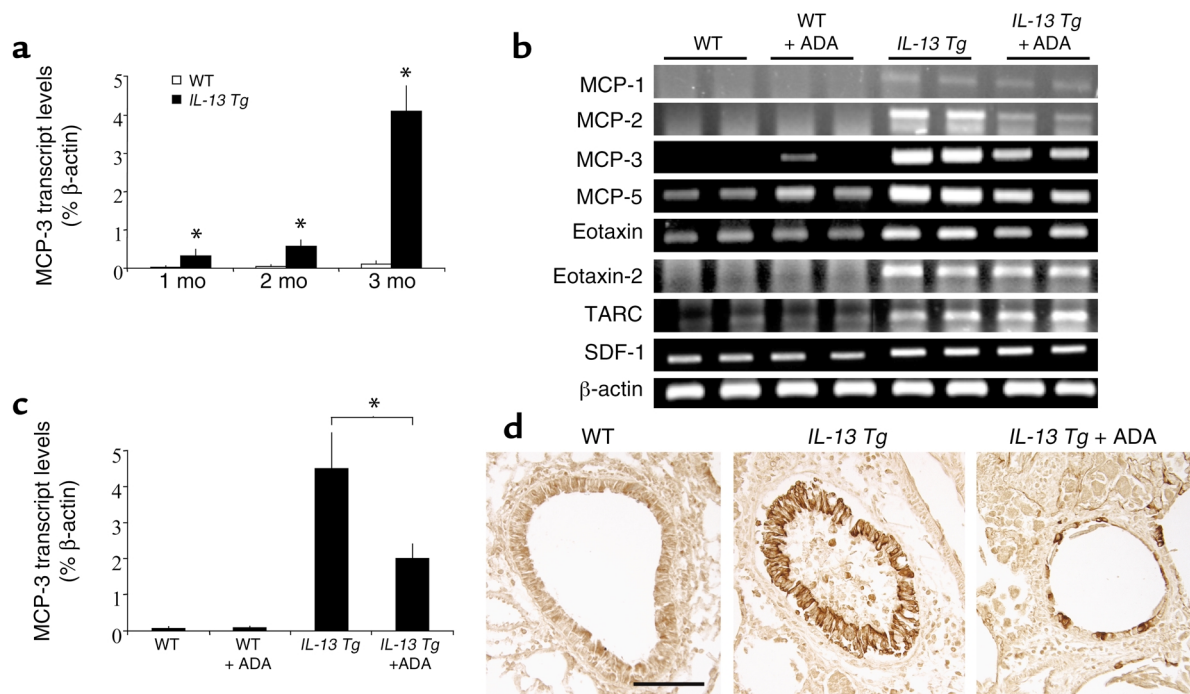 a
MCP-3 transcript levels
(% β-actin)
5
4
3
2
1
0
WT
IL-13 Tg
*
*
*
1 mo
2 mo
3 mo
b
WT
WT
+ ADA
IL-13 Tg
IL-13 Tg
+ ADA
MCP-1
MCP-2
MCP-3
MCP-5
Eotaxin
Eotaxin-2
TARC
SDF-1
β-actin
c
MCP-3 transcript levels
(% β-actin)
5
4
3
2
1
0
*
WT
WT
+ ADA
IL-13 Tg
IL-13 Tg
+ADA
d
WT
IL-13 Tg
IL-13 Tg + ADA